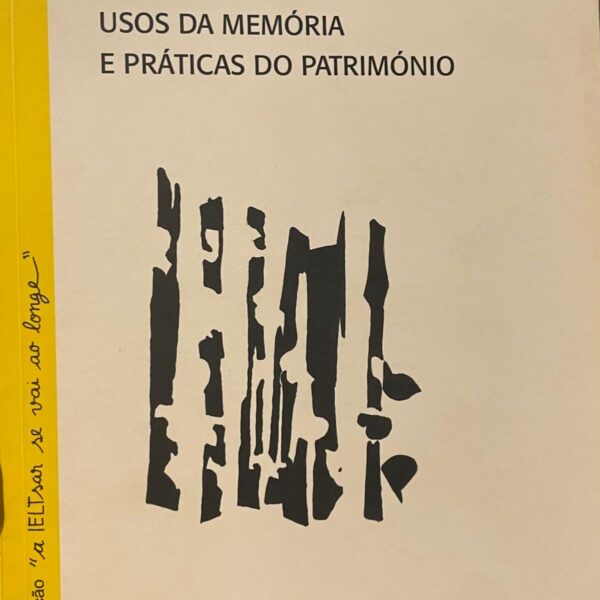 USOS DA MEMÓRIA
E PRÁTICAS DO PATRIMÓNIO
"a IELTsar se vai ao longe"